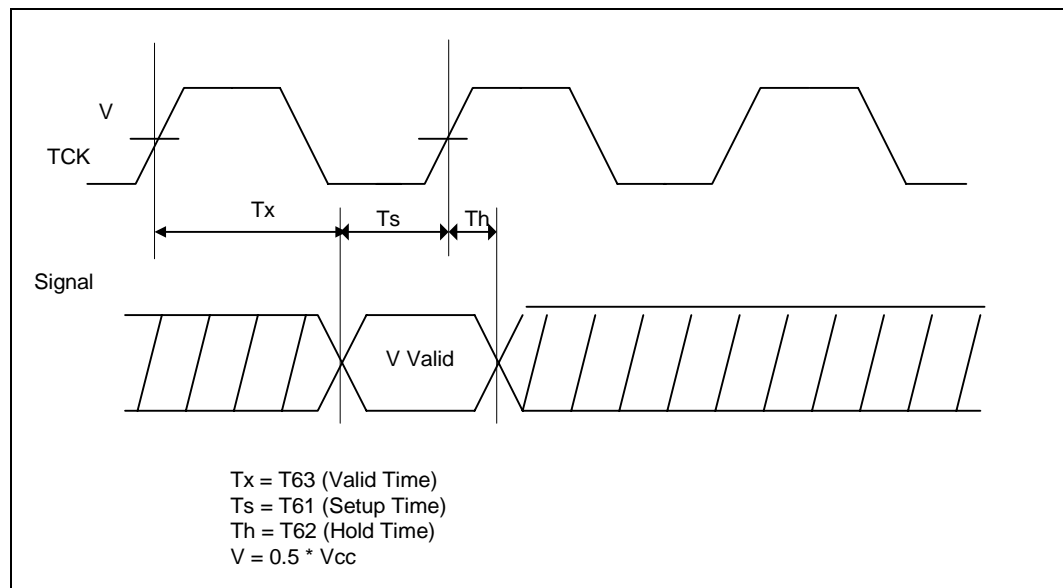 V
TCK
Tx
Ts
Th
Signal
V Valid
Tx = T63 (Valid Time)
Ts = T61 (Setup Time)
Th = T62 (Hold Time)
V = 0.5 * Vcc